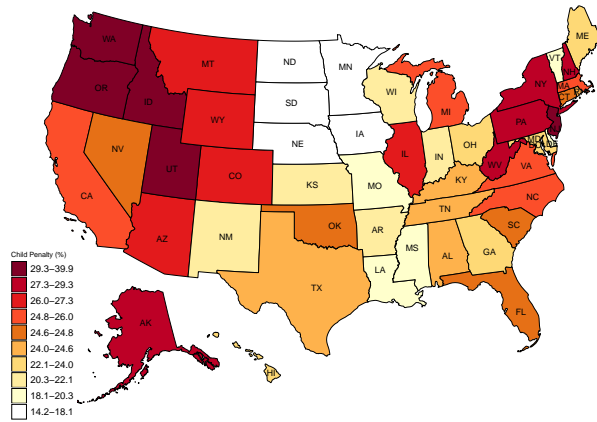 WA
MT
ND
MN
ME
OR
ID
WY
SD
WI
MI
VT
NH
NY
MA
CT
NV
UT
CO
NE
IA
IL
IN
OH
PA
CA
KS
MO
KY
WV
VA
MD
DE
AZ
NM
OK
AR
TN
NC
SC
TX
LA
MS
AL
GA
FL
AK
HI
Child Penalty (%)
29.3–39.9
27.3–29.3
26.0–27.3
24.8–26.0
24.6–24.8
24.0–24.6
22.1–24.0
20.3–22.1
18.1–20.3
14.2–18.1